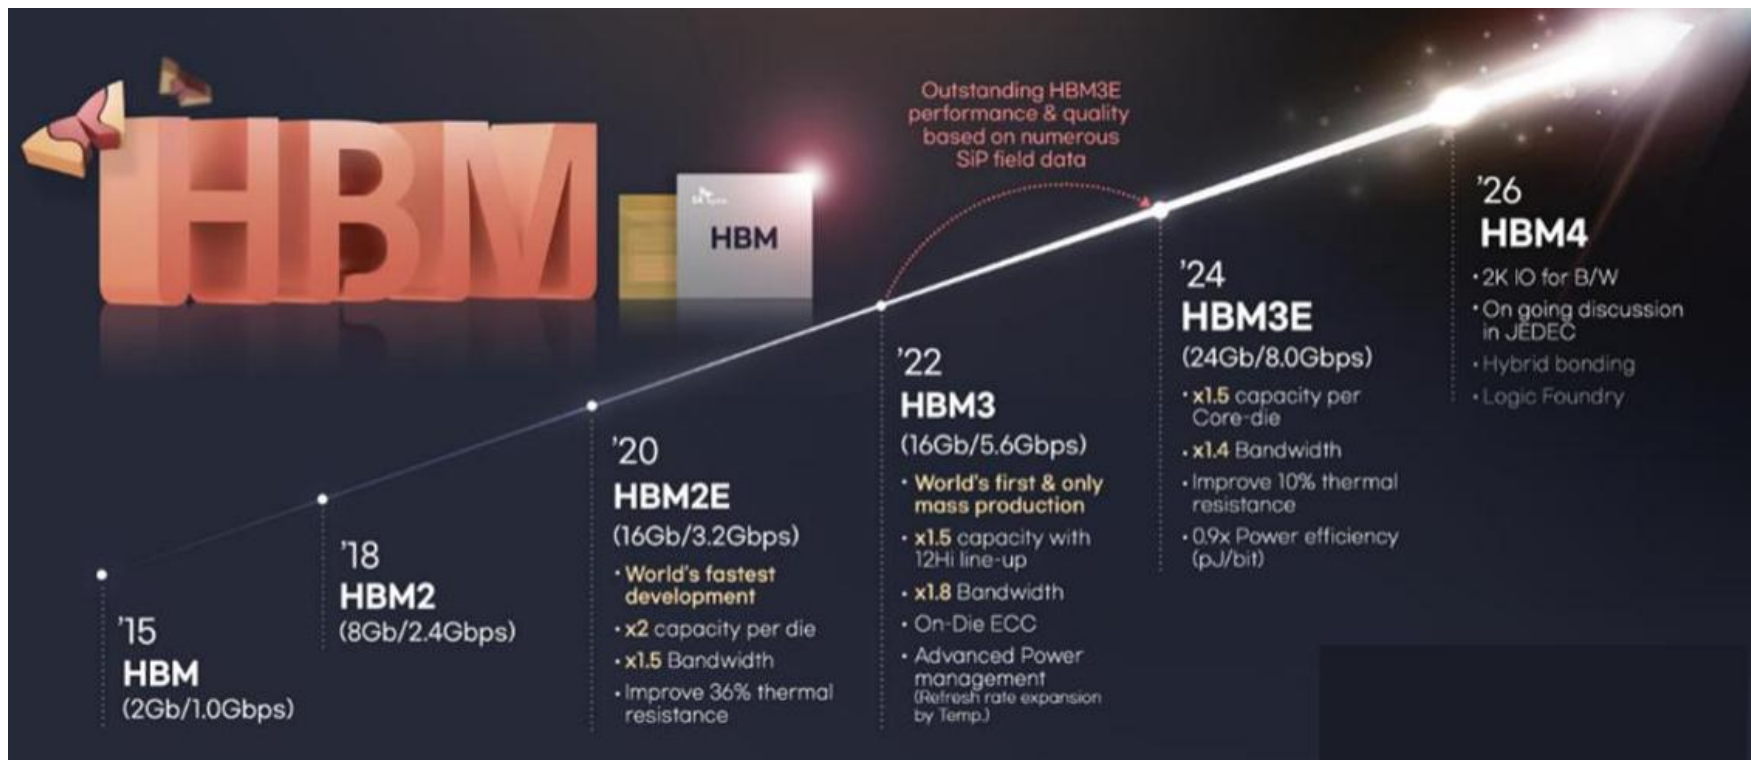 HBM
SK hynix
HBM
Outstanding HBM3E
performance & quality
based on numerous
SiP field data
'15
HBM
(2Gb/1.0Gbps)
'18
HBM2
(8Gb/2.4Gbps)
'20
HBM2E
(16Gb/3.2Gbps)
• World's fastest
development
• x2 capacity per die
• x1.5 Bandwidth
• Improve 36% thermal
resistance
'22
HBM3
(16Gb/5.6Gbps)
• World's first & only
mass production
• x1.5 capacity with
12Hi line-up
• x1.8 Bandwidth
• On-Die ECC
• Advanced Power
management
(Refresh rate expansion
by Temp.)
'24
HBM3E
(24Gb/8.0Gbps)
• x1.5 capacity per
Core-die
• x1.4 Bandwidth
• Improve 10% thermal
resistance
• 0.9x Power efficiency
(pJ/bit)
'26
HBM4
• 2K IO for B/W
• On going discussion
in JEDEC
• Hybrid bonding
• Logic Foundry